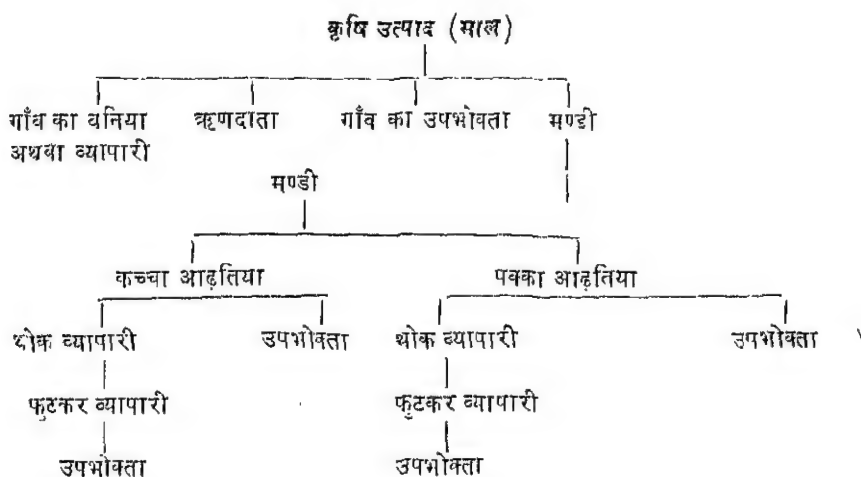 कृषि उत्पाद (माल)
गाँव का बनिया ऋणदाता गाँव का उपभोक्ता मण्डी
अथवा व्यापारी
मण्डी
कच्चा आढ़तिया पक्का आढ़तिया
थोक व्यापारी उपभोक्ता थोक व्यापारी उपभोक्ता
फुटकर व्यापारी फुटकर व्यापारी
उपभोक्ता उपभोक्ता